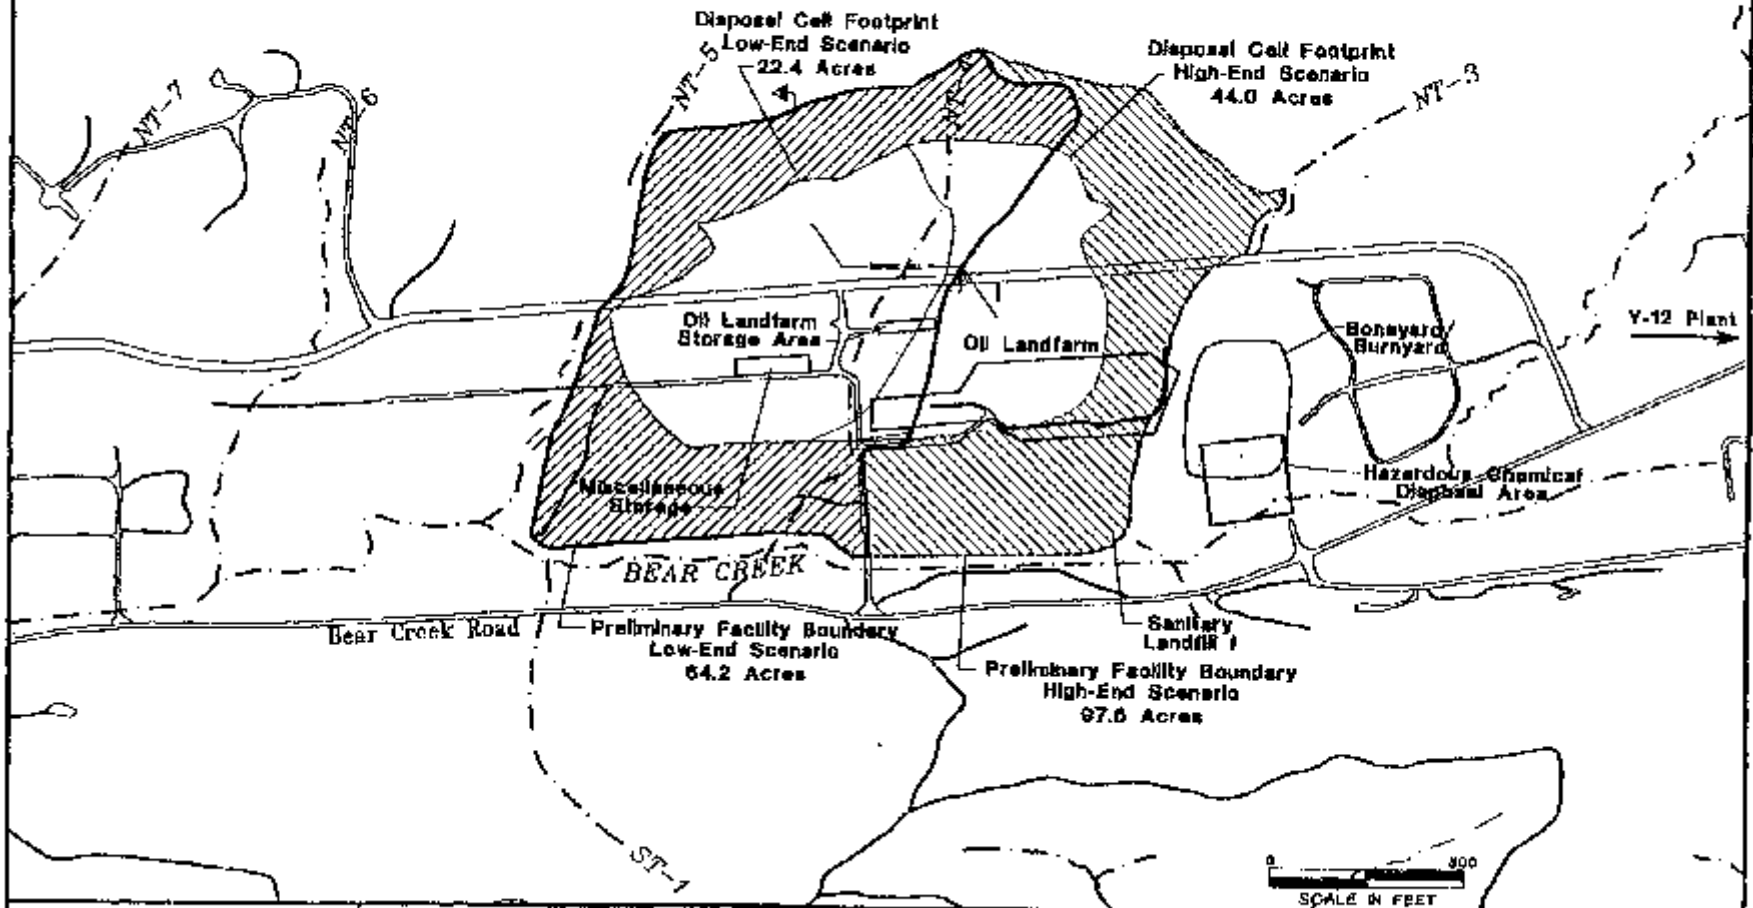 Disposal Cell Footprint
Low-End Scenario
22.4 Acres
Disposal Cell Footprint
High-End Scenario
44.0 Acres
NT-7
NT-6
NT-5
NT-3
Oil Landfarm
Storage Area
Oil Landfarm
Boneyard/
Burnyard
Y-12 Plant
Miscellaneous
Storage
Hazardous Chemical
Disposal Area
BEAR CREEK
Bear Creek Road
Preliminary Facility Boundary
Low-End Scenario
64.2 Acres
Sanitary
Landfill I
Preliminary Facility Boundary
High-End Scenario
97.6 Acres
ST-1
0 800
SCALE IN FEET